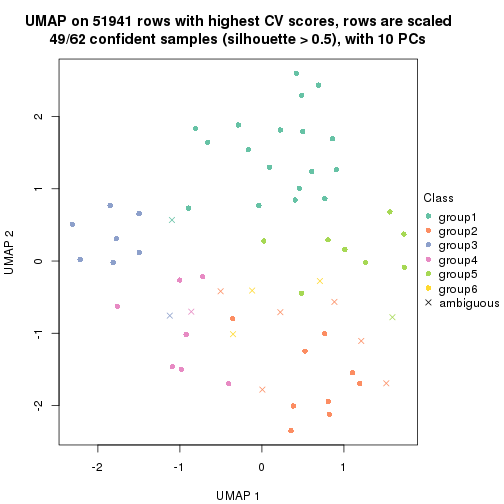 UMAP on 51941 rows with highest CV scores, rows are scaled
49/62 confident samples (silhouette > 0.5), with 10 PCs
UMAP 2
2
1
0
-1
-2
-2
-1
0
1
UMAP 1
Class
group1
group2
group3
group4
group5
group6
ambiguous